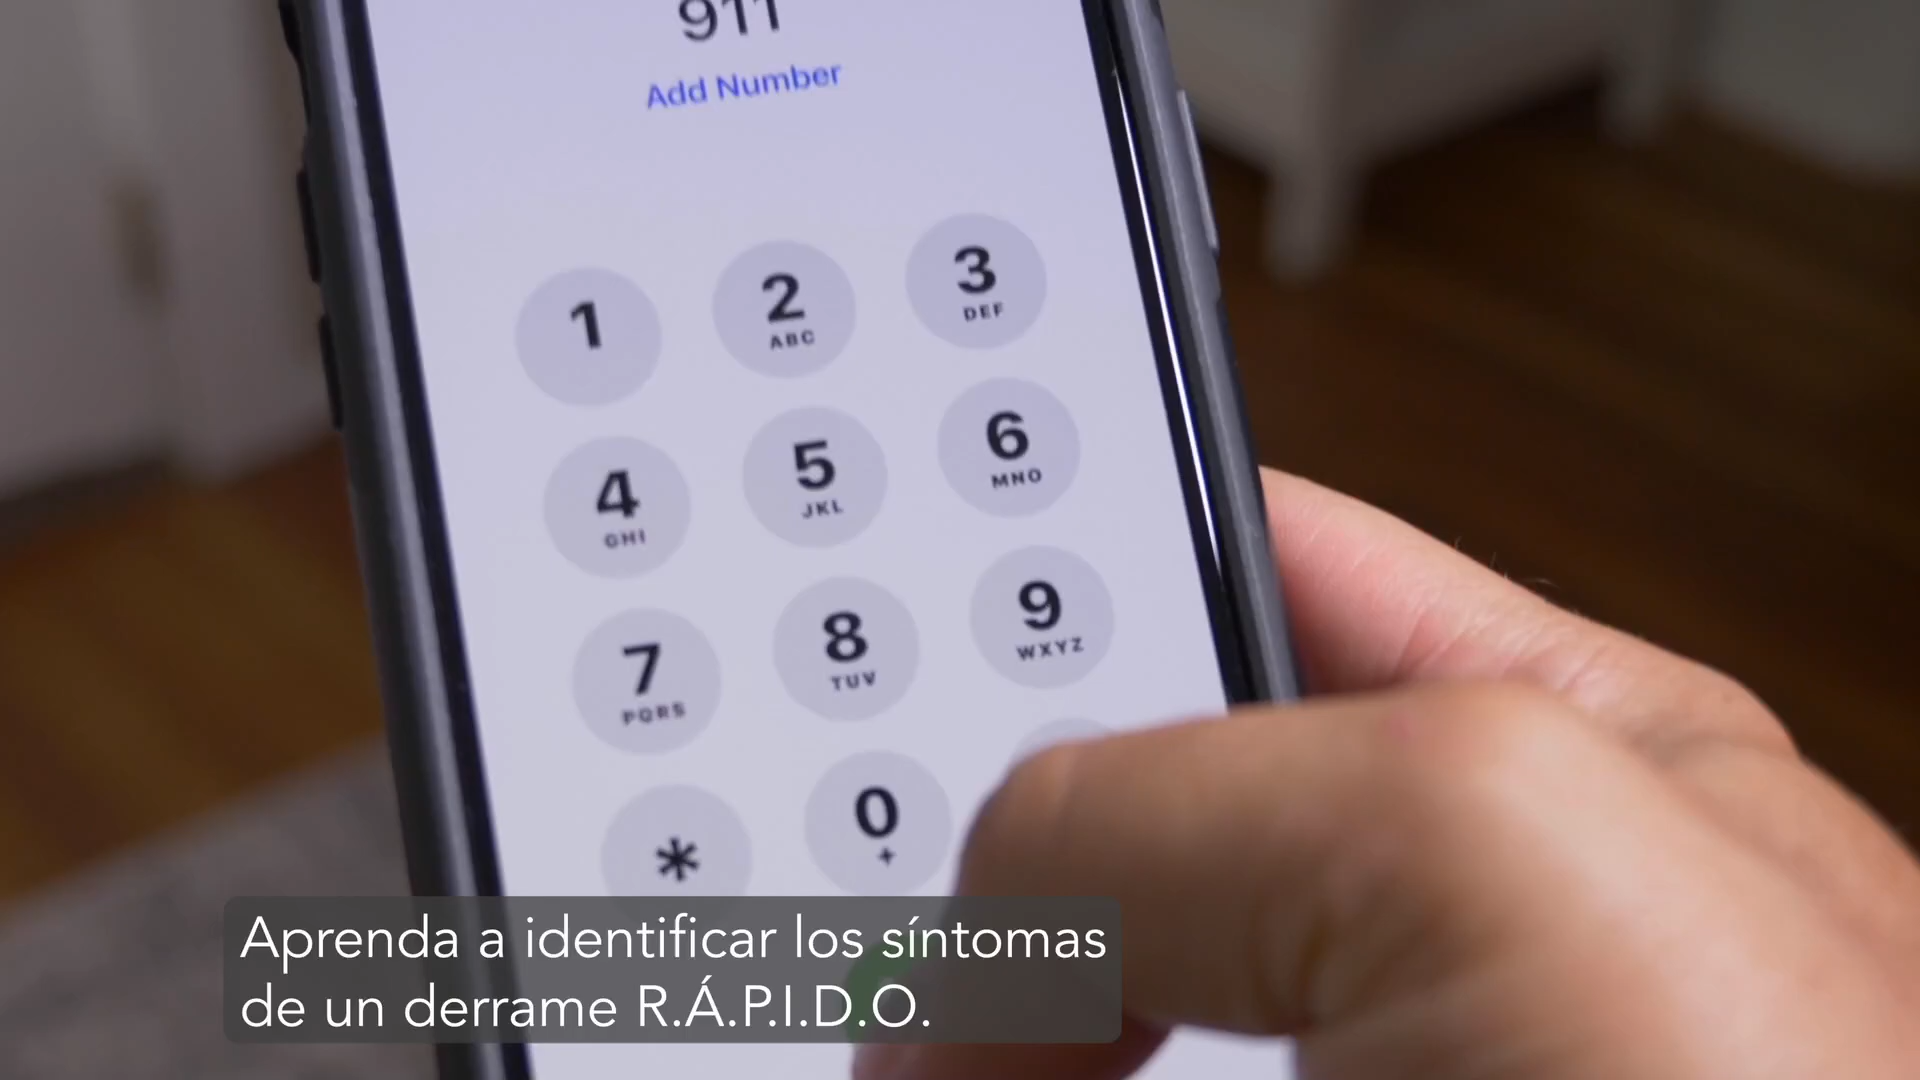 911
Add Number
1
2
ABC
3
DEF
4
GHI
5
JKL
6
MNO
7
PQRS
8
TUV
9
WXYZ
*
0
+
Aprenda a identificar los síntomas
de un derrame R.Á.P.I.D.O.